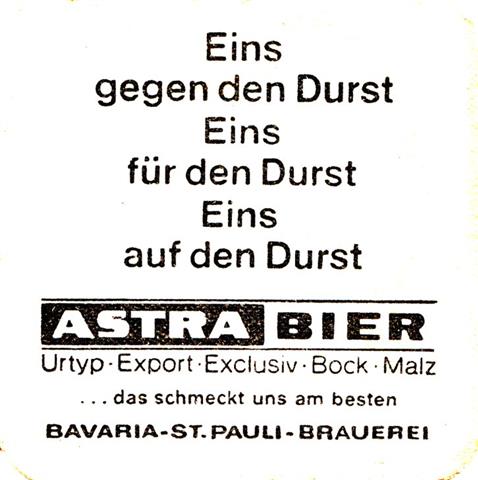 Eins
gegen den Durst
Eins
für den Durst
Eins
auf den Durst
ASTRA BIER
Urtyp·Export·Exclusiv·Bock·Malz
...das schmeckt uns am besten
BAVARIA-ST.PAULI-BRAUEREI